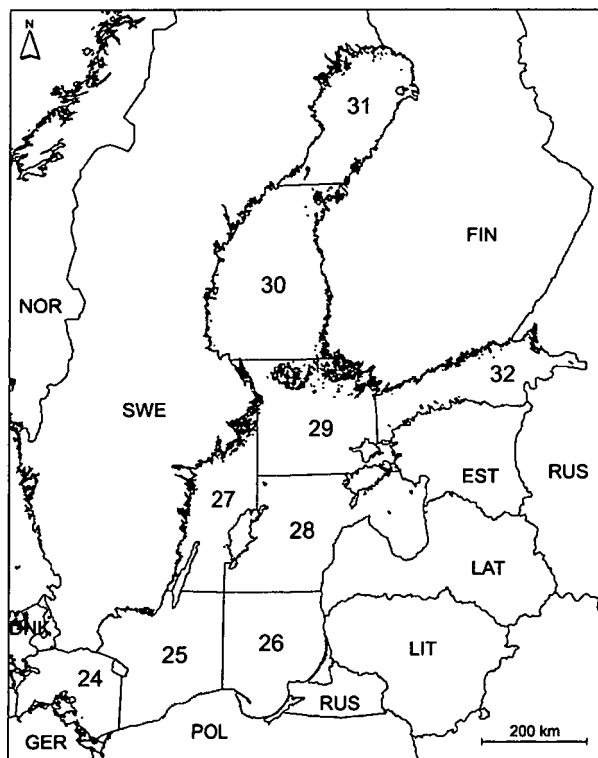 N
31
FIN
30
NOR
32
SWE
29
EST
RUS
27
28
LAT
DNK
25
26
LIT
24
RUS
POL
GER
200 km